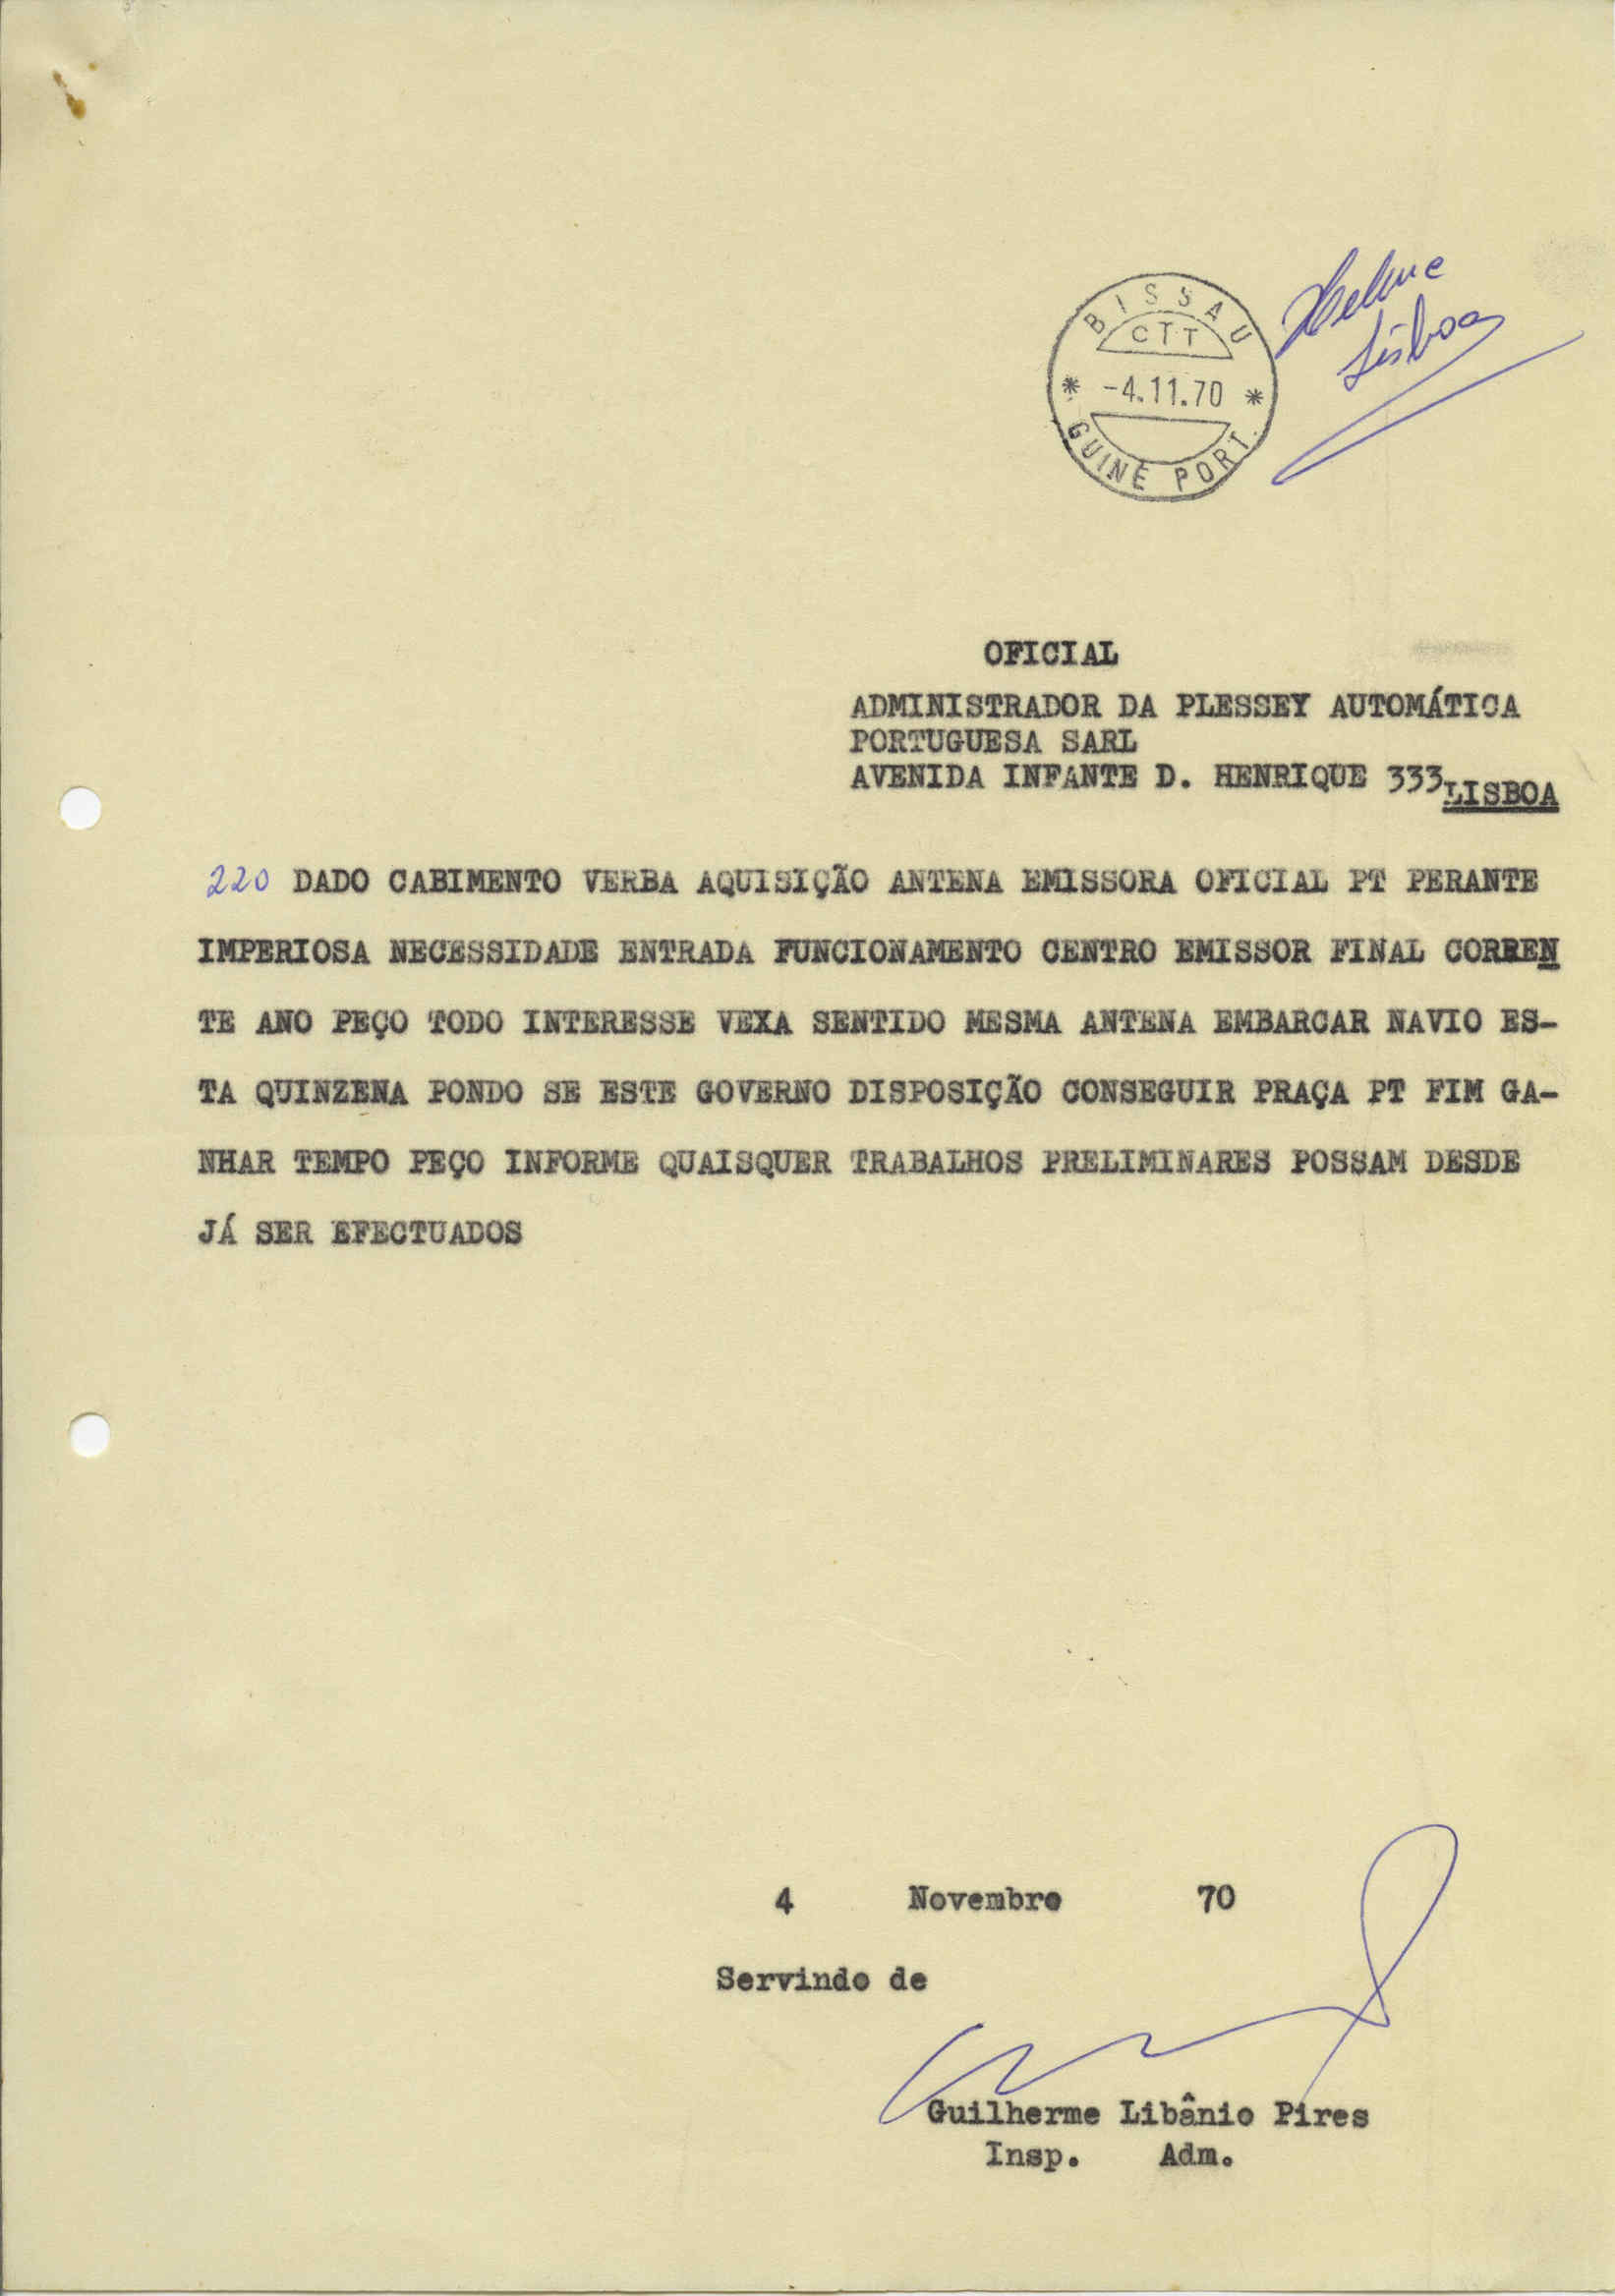 BISSAU
CTT
-4.11.70
GUINÉ PORT.
Lisboa
OFICIAL
ADMINISTRADOR DA PLESSEY AUTOMÁTICA
PORTUGUESA SARL
AVENIDA INFANTE D. HENRIQUE 333
LISBOA
220 DADO CABIMENTO VERBA AQUISIÇÃO ANTENA EMISSORA OFICIAL PT PERANTE
IMPERIOSA NECESSIDADE ENTRADA FUNCIONAMENTO CENTRO EMISSOR FINAL CORREN
TE ANO PEÇO TODO INTERESSE VEXA SENTIDO MESMA ANTENA EMBARCAR NAVIO ES-
TA QUINZENA PONDO SE ESTE GOVERNO DISPOSIÇÃO CONSEGUIR PRAÇA PT FIM GA-
NHAR TEMPO PEÇO INFORME QUAISQUER TRABALHOS PRELIMINARES POSSAM DESDE
JÁ SER EFECTUADOS
4 Novembro 70
Servindo de
Guilherme Libânio Pires
Insp. Adm.